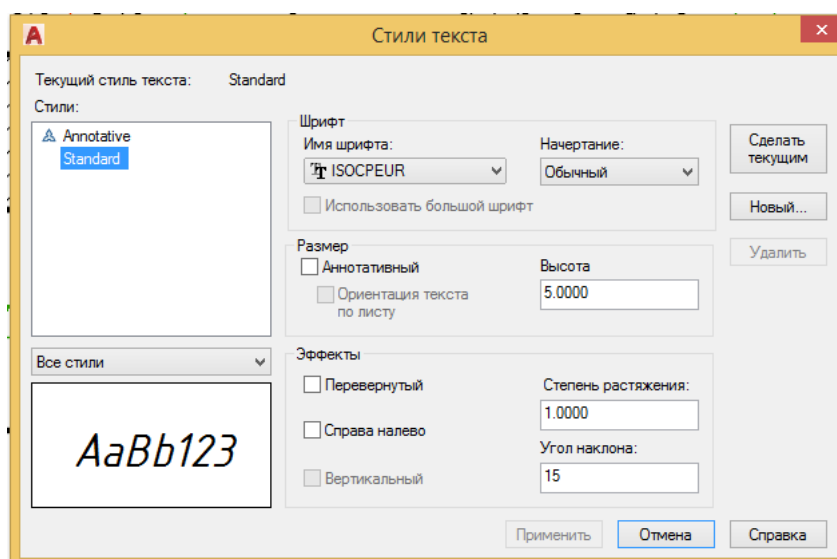 Стили текста
Текущий стиль текста: Standard
Стили:
Annotative
Standard
Все стили
AaBb123
Шрифт
Имя шрифта:
ISOCPEUR
Начертание:
Обычный
Использовать большой шрифт
Размер
Аннотативный
Ориентация текста
по листу
Высота
5.0000
Эффекты
Перевернутый
Справа налево
Вертикальный
Степень растяжения:
1.0000
Угол наклона:
15
Сделать
текущим
Новый...
Удалить
Применить
Отмена
Справка